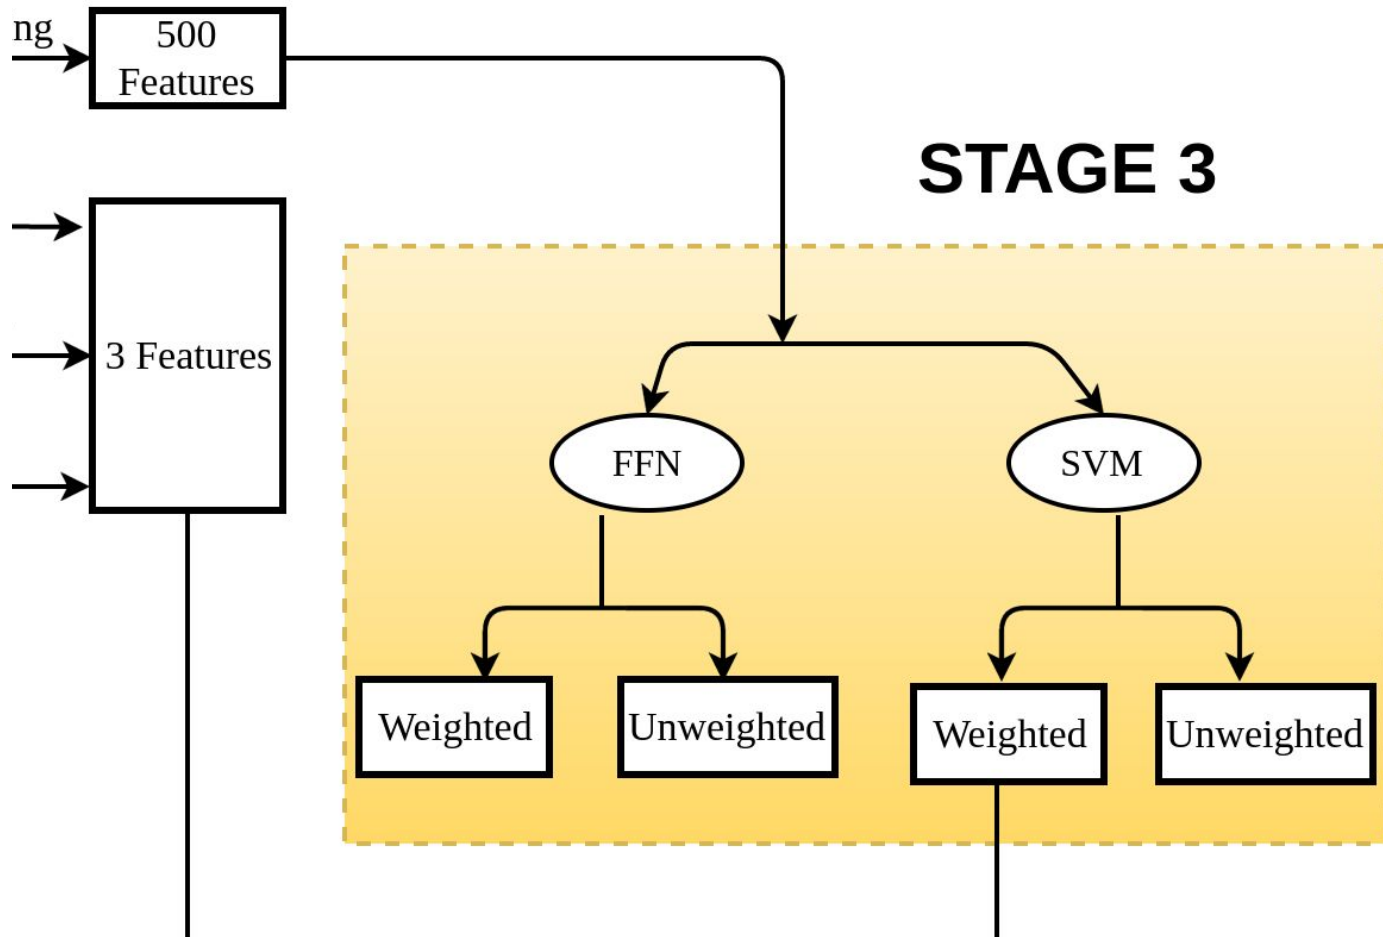 ng
500
Features
STAGE 3
3 Features
FFN
SVM
Weighted
Unweighted
Weighted
Unweighted